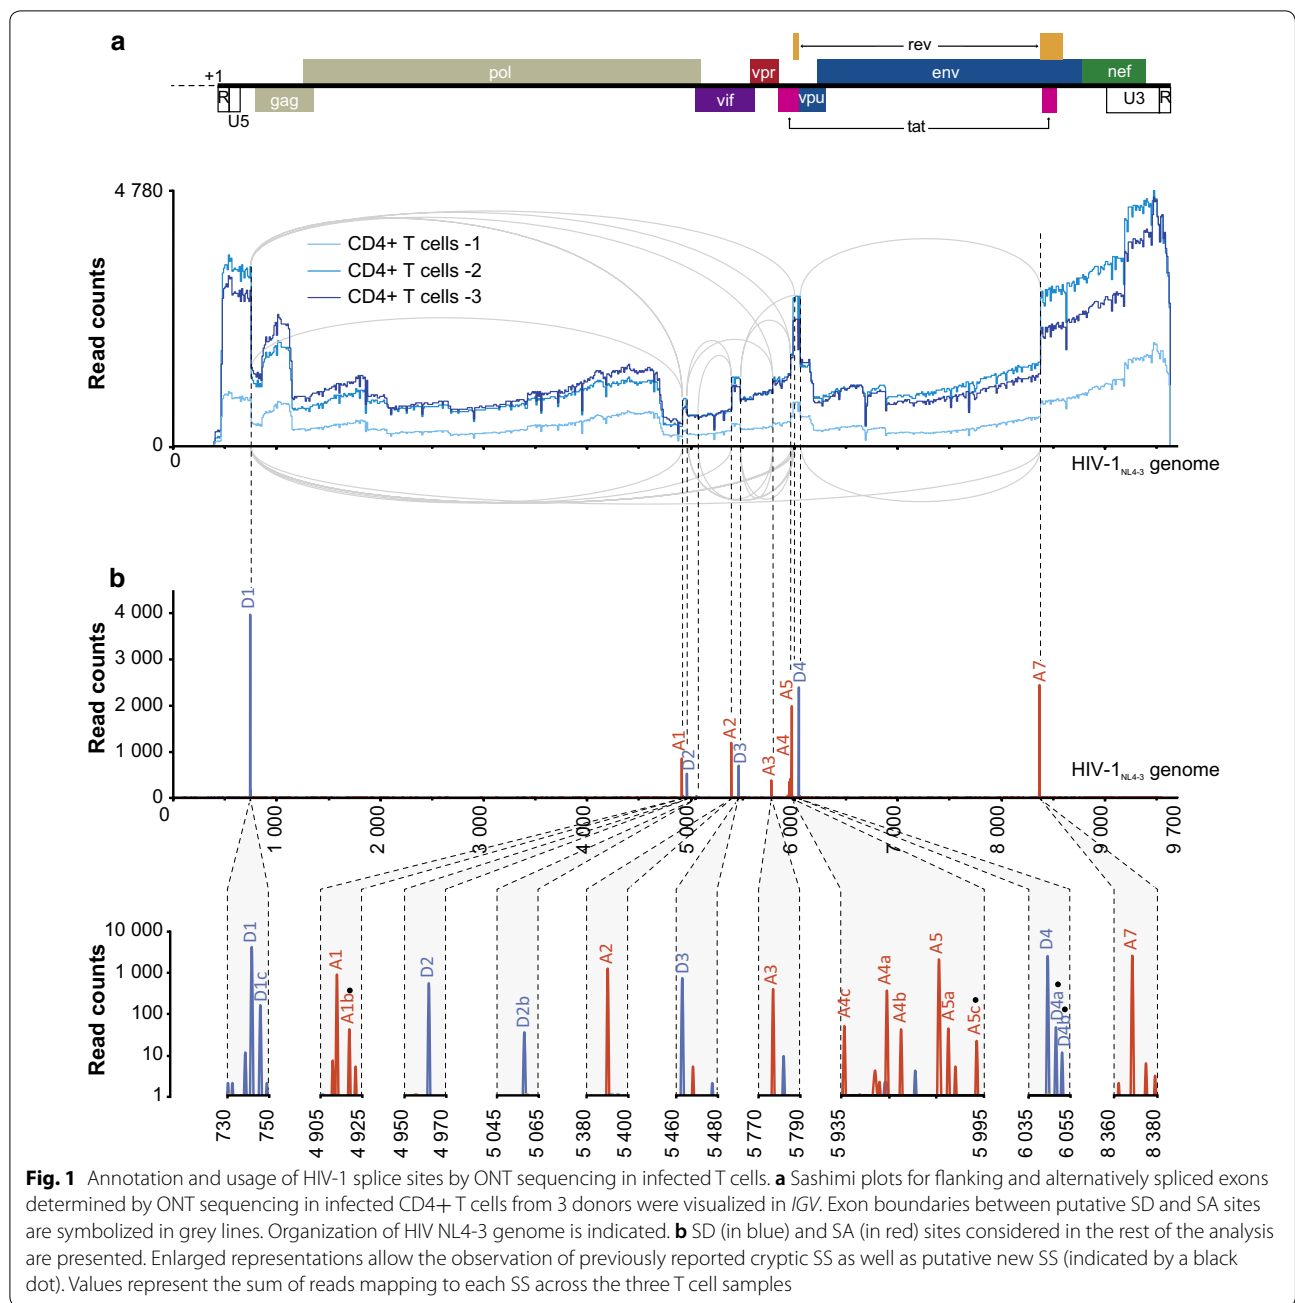 a
rev
pol
vpr
env
nef
+1
R
gag
vif
vpu
U3
R
U5
tat
4 780
CD4+ T cells -1
CD4+ T cells -2
CD4+ T cells -3
Read counts
0
0
HIV-1NL4-3 genome
b
D1
4 000
3 000
2 000
1 000
0
Read counts
A1
D2
A2
D3
A3
A4
A5
D4
A7
HIV-1NL4-3 genome
0
1 000
2 000
3 000
4 000
5 000
6 000
7 000
8 000
9 000
9 700
10 000
1 000
100
10
1
Read counts
D1
D1c
A1
A1b
D2
D2b
A2
D3
A3
A4c
A4a
A4b
A5
A5a
A5c
D4
D4a
D4b
A7
730
750
4 905
4 925
4 950
4 970
5 045
5 065
5 380
5 400
5 460
5 480
5 770
5 790
5 935
5 995
6 035
6 055
8 360
8 380
Fig. 1 Annotation and usage of HIV-1 splice sites by ONT sequencing in infected T cells. a Sashimi plots for flanking and alternatively spliced exons
determined by ONT sequencing in infected CD4+ T cells from 3 donors were visualized in IGV. Exon boundaries between putative SD and SA sites
are symbolized in grey lines. Organization of HIV NL4-3 genome is indicated. b SD (in blue) and SA (in red) sites considered in the rest of the analysis
are presented. Enlarged representations allow the observation of previously reported cryptic SS as well as putative new SS (indicated by a black
dot). Values represent the sum of reads mapping to each SS across the three T cell samples